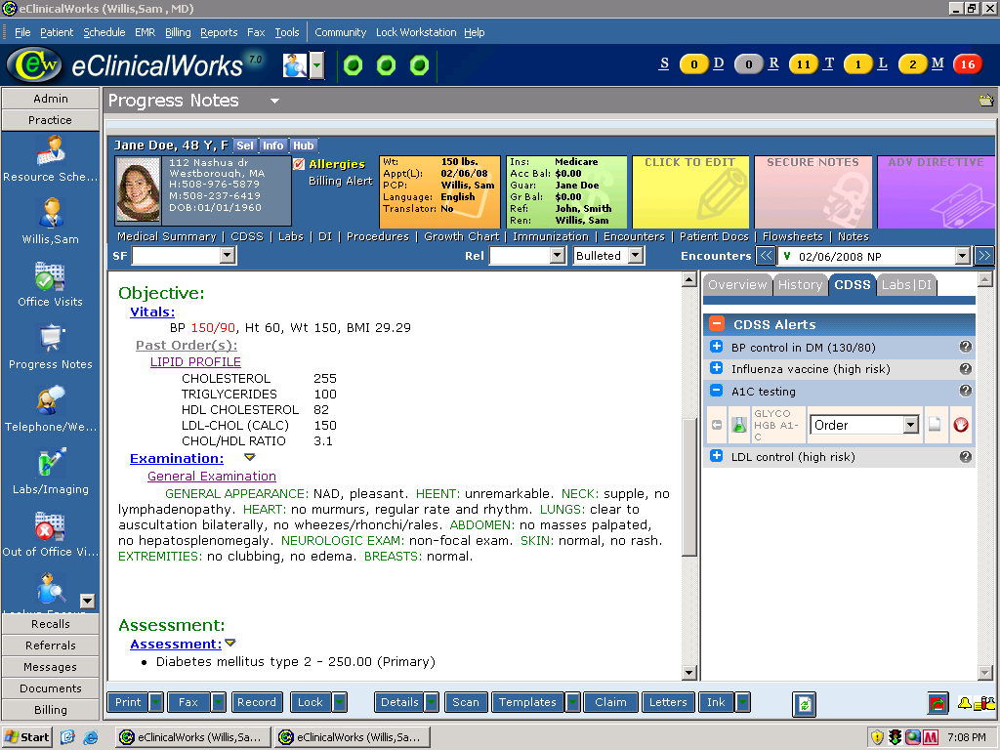 eClinicalWorks (Willis,Sam , MD)
File Patient Schedule EMR Billing Reports Fax Tools Community Lock Workstation Help
eCW eClinicalWorks 7.0 S 0 D 0 R 11 T 1 L 2 M 16
Admin
Practice
Resource Sche...
Willis,Sam
Office Visits
Progress Notes
Telephone/We...
Labs/Imaging
Out of Office Vi...
Recalls
Referrals
Messages
Documents
Billing
Progress Notes
Jane Doe, 48 Y, F Sel Info Hub
112 Nashua dr
Westborough, MA
H:508-976-5879
M:508-237-6419
DOB:01/01/1960
Allergies
Billing Alert
Wt: 150 lbs.
Appt(L): 02/06/08
PCP: Willis, Sam
Language: English
Translator: No
Ins: Medicare
Acc Bal: $0.00
Guar: Jane Doe
Gr Bal: $0.00
Ref: John, Smith
Ren: Willis, Sam
CLICK TO EDIT
SECURE NOTES
ADV DIRECTIVE
Medical Summary | CDSS | Labs | DI | Procedures | Growth Chart | Immunization | Encounters | Patient Docs | Flowsheets | Notes
SF Rel Bulleted Encounters << V 02/06/2008 NP >>
Objective:
Vitals:
BP 150/90, Ht 60, Wt 150, BMI 29.29
Past Order(s):
LIPID PROFILE
CHOLESTEROL 255
TRIGLYCERIDES 100
HDL CHOLESTEROL 82
LDL-CHOL (CALC) 150
CHOL/HDL RATIO 3.1
Examination:
General Examination
GENERAL APPEARANCE: NAD, pleasant. HEENT: unremarkable. NECK: supple, no
lymphadenopathy. HEART: no murmurs, regular rate and rhythm. LUNGS: clear to
auscultation bilaterally, no wheezes/rhonchi/rales. ABDOMEN: no masses palpated,
no hepatosplenomegaly. NEUROLOGIC EXAM: non-focal exam. SKIN: normal, no rash.
EXTREMITIES: no clubbing, no edema. BREASTS: normal.
Assessment:
Assessment:
• Diabetes mellitus type 2 - 250.00 (Primary)
Overview History CDSS Labs|DI
CDSS Alerts
BP control in DM (130/80) ?
Influenza vaccine (high risk) ?
A1C testing ?
GLYCO
HGB A1-
C
Order
LDL control (high risk) ?
Print Fax Record Lock Details Scan Templates Claim Letters Ink
Start eClinicalWorks (Willis,Sa... eClinicalWorks (Willis,Sa... 7:08 PM